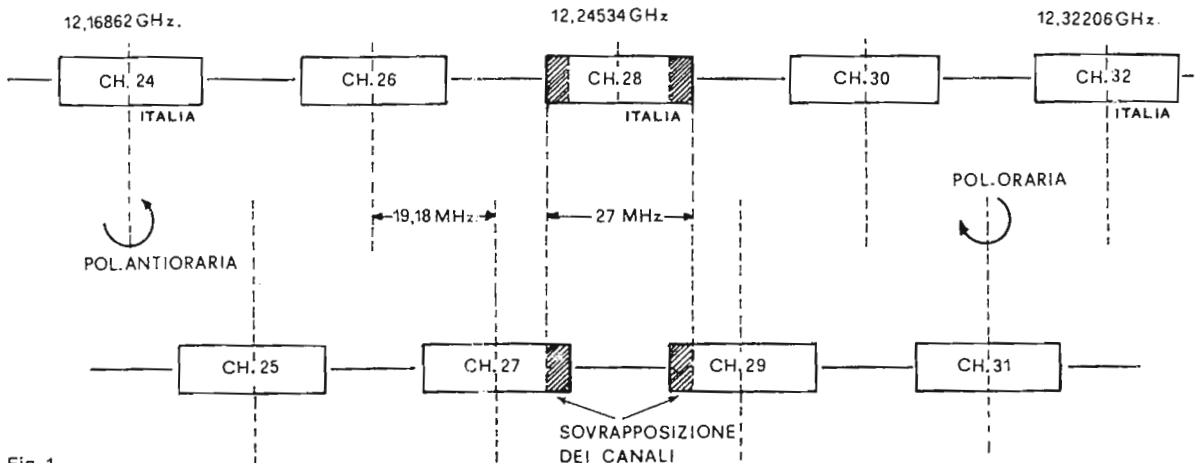 12,16862 GHz.
12,24534 GHz
12,32206 GHz.
CH. 24
CH. 26
CH. 28
CH.30
CH. 32
ITALIA
ITALIA
ITALIA
POL. ORARIA
19,18 MHz.
27 MHz
POL. ANTIORARIA
CH. 25
CH. 27
CH. 29
CH. 31
SOVRAPPOSIZIONE
DEI CANALI
Fig. 1